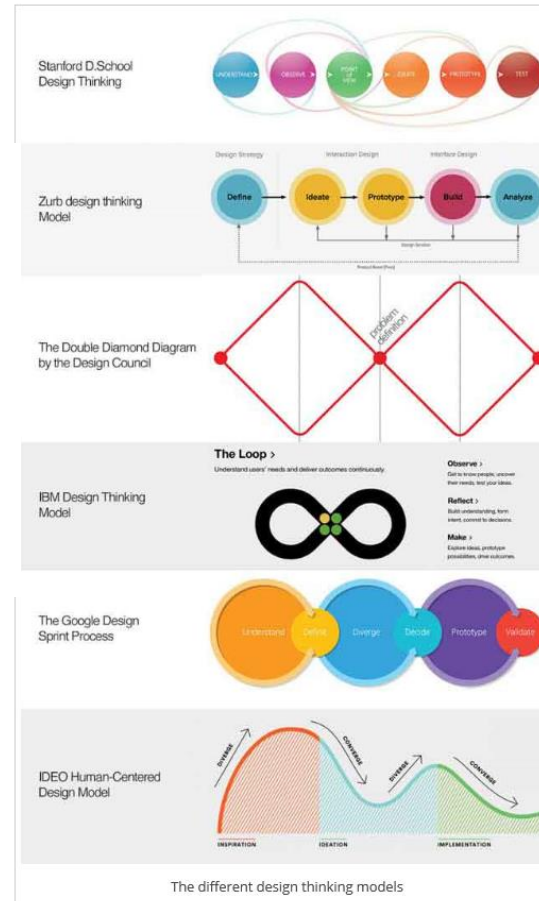 Stanford D.School
Design Thinking
UNDERSTAND
OBSERVE
POINT
OF
VIEW
IDEATE
PROTOTYPE
TEST
Zurb design thinking
Model
Design Strategy
Interaction Design
Interface Design
Define
Ideate
Prototype
Build
Analyze
The Double Diamond Diagram
by the Design Council
problem
definition
IBM Design Thinking
Model
The Loop >
Understand users' needs and deliver outcomes continuously.
Observe >
Get to know people, uncover
their needs, test your ideas.
Reflect >
Build understanding, form
intent, commit to decisions.
Make >
Explore ideas, prototype
possibilities, drive outcomes.
The Google Design
Sprint Process
Understand
Define
Diverge
Decide
Prototype
Validate
IDEO Human-Centered
Design Model
DIVERGE
CONVERGE
DIVERGE
CONVERGE
INSPIRATION
IDEATION
IMPLEMENTATION
The different design thinking models